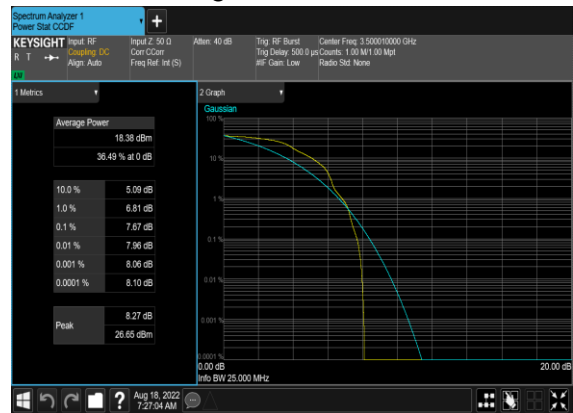 Spectrum Analyzer 1
Power Stat CCDF
+
KEYSIGHT
R T
LW
Input: RF
Coupling: DC
Align: Auto
Input Z: 50 Ω
Corr CCorr
Freq Ref: Int (S)
Atten: 40 dB
Trig: RF Burst
Trig Delay: 500.0 µs
#IF Gain: Low
Center Freq: 3.500010000 GHz
Counts: 1.00 M/1.00 Mpt
Radio Std: None
1 Metrics
Average Power
18.38 dBm
36.49 % at 0 dB
10.0 % 5.09 dB
1.0 % 6.81 dB
0.1 % 7.67 dB
0.01 % 7.96 dB
0.001 % 8.06 dB
0.0001 % 8.10 dB
Peak
8.27 dB
26.65 dBm
2 Graph
Gaussian
100 %
10 %
1 %
0.1 %
0.01 %
0.001 %
0.0001 %
0.00 dB
20.00 dB
Info BW 25.000 MHz
?
Aug 18, 2022
7:27:04 AM